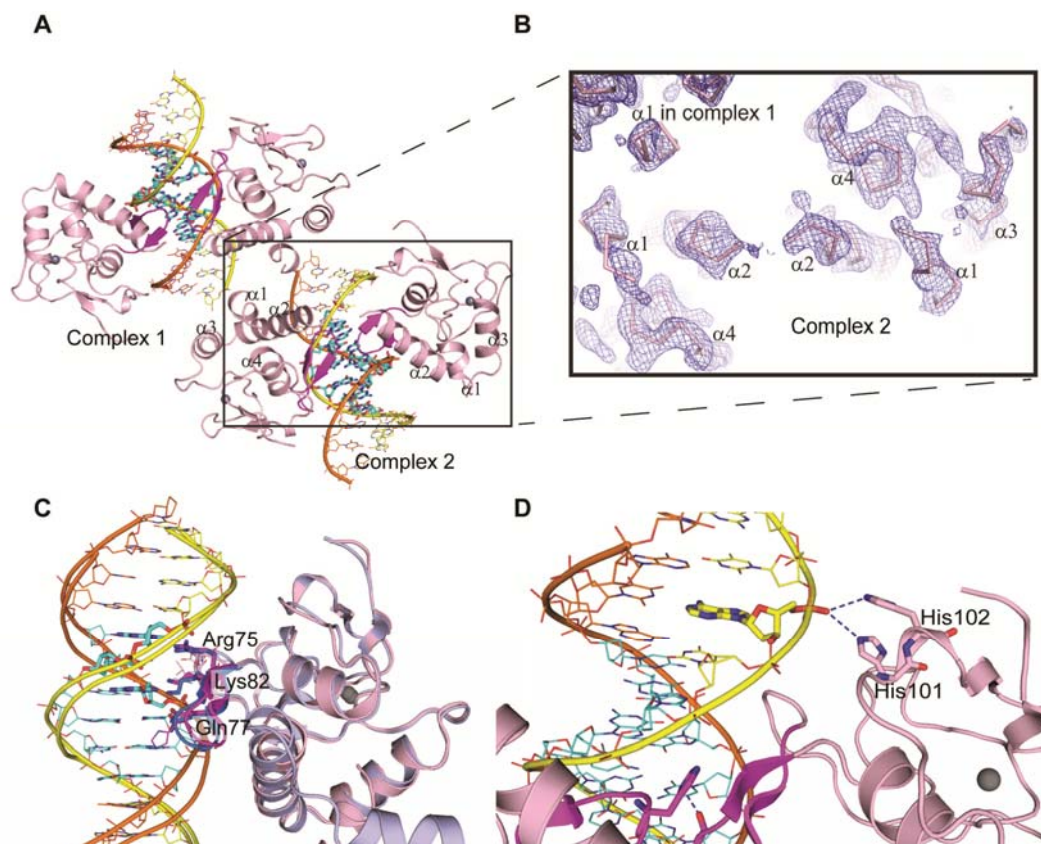 A
B
α1 in complex 1
α4
α3
α1
α2
α2
α1
α4
Complex 2
Complex 1
α1
α3
α2
α4
α3
α2
α1
Complex 2
C
D
Arg75
Lys82
Gln77
His102
His101